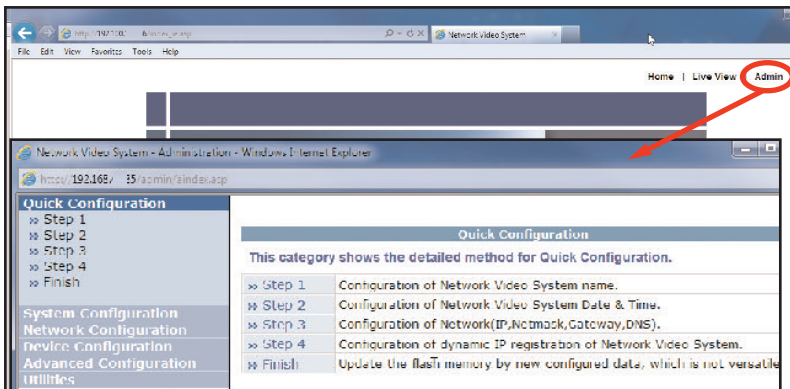 Network Video System
File Edit View Favorites Tools Help
Home | Live View | Admin
Network Video System - Administration - Windows Internet Explorer
Quick Configuration
» Step 1
» Step 2
» Step 3
» Step 4
» Finish
System Configuration
Network Configuration
Device Configuration
Advanced Configuration
Utilities
Quick Configuration
This category shows the detailed method for Quick Configuration.
» Step 1 Configuration of Network Video System name.
» Step 2 Configuration of Network Video System Date & Time.
» Step 3 Configuration of Network(IP,Netmask,Gateway,DNS).
» Step 4 Configuration of dynamic IP registration of Network Video System.
» Finish Update the flash memory by new configured data, which is not versatile